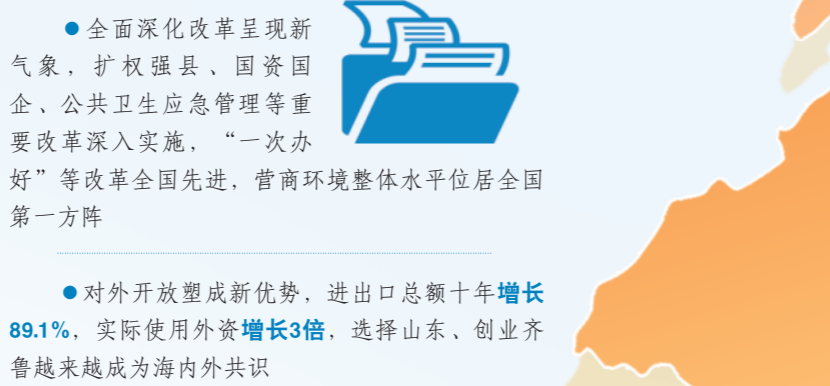 ●全面深化改革呈现新
气象，扩权强县、国资国
企、公共卫生应急管理等重
要改革深入实施，“一次办
好”等改革全国先进，营商环境整体水平位居全国
第一方阵
●对外开放塑成新优势，进出口总额十年增长
89.1%，实际使用外资增长3倍，选择山东、创业齐
鲁越来越成为海内外共识